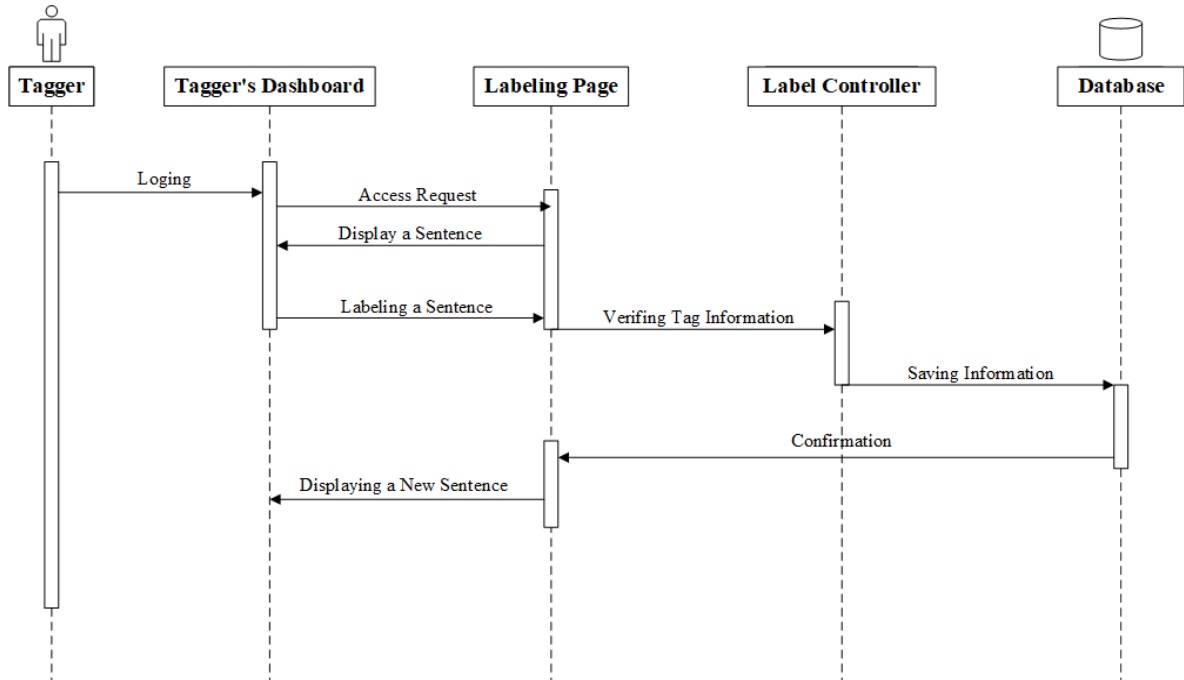 Tagger
Tagger's Dashboard
Labeling Page
Label Controller
Database
Loging
Access Request
Display a Sentence
Labeling a Sentence
Verifing Tag Information
Saving Information
Confirmation
Displaying a New Sentence